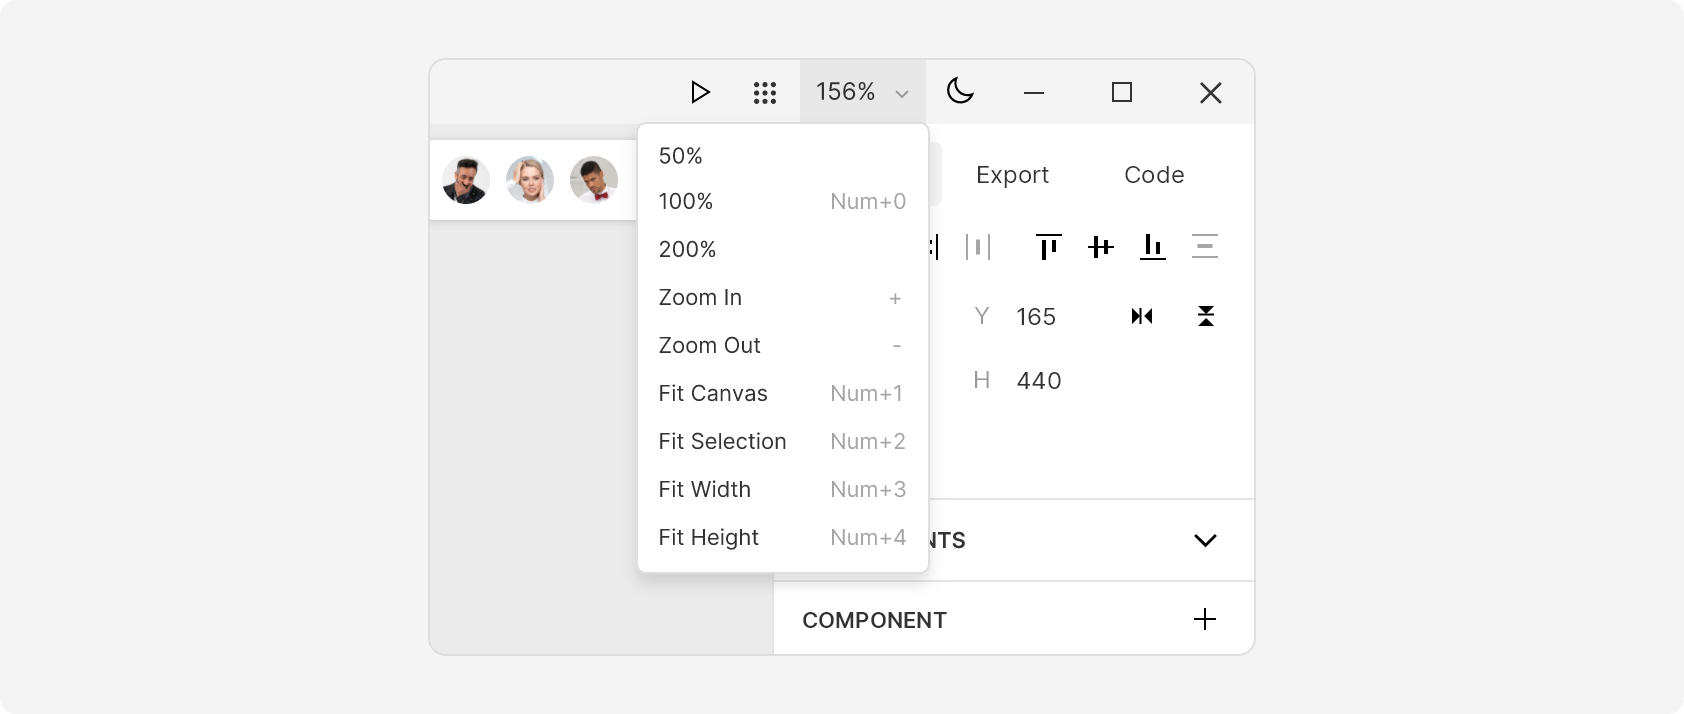 156%
50%
100% Num+0
200%
Zoom In +
Zoom Out -
Fit Canvas Num+1
Fit Selection Num+2
Fit Width Num+3
Fit Height Num+4
Export Code
Y 165
H 440
NTS
COMPONENT